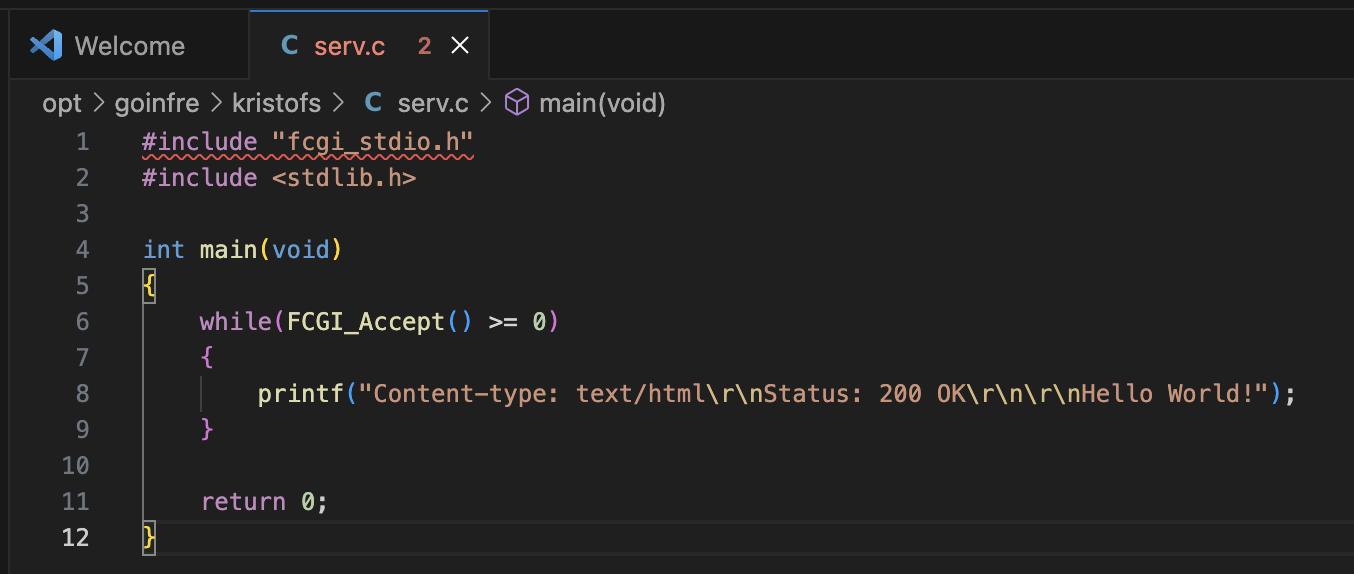 Welcome C serv.c 2
opt > goinfre > kristofs > C serv.c > main(void)
1 #include "fcgi_stdio.h"
2 #include <stdlib.h>
3
4 int main(void)
5 {
6     while(FCGI_Accept() >= 0)
7     {
8         printf("Content-type: text/html\r\nStatus: 200 OK\r\n\r\nHello World!");
9     }
10
11     return 0;
12 }